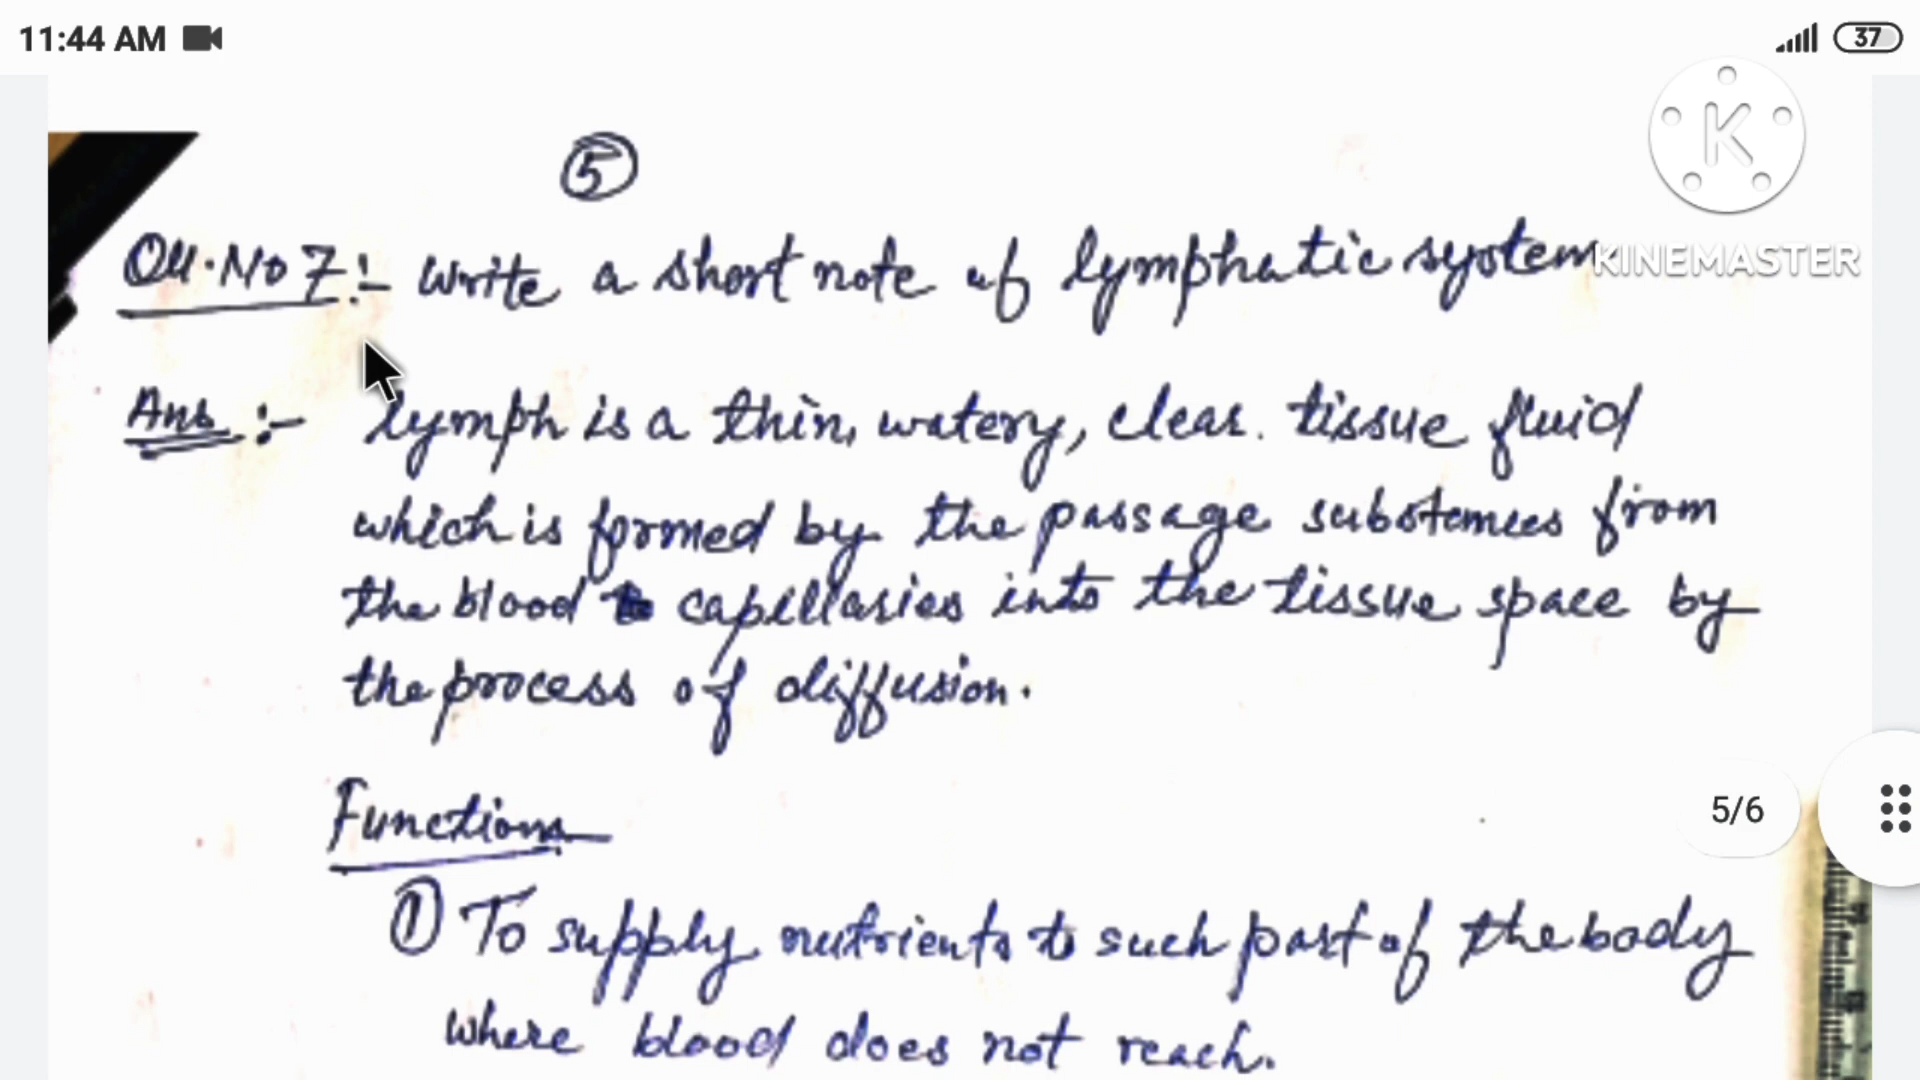 11:44 AM
37
K
KINEMASTER
5
QU.No 7:- Write a short note of lymphatic system
Ans :- Lymph is a thin, watery, clear. tissue fluid
which is formed by the passage substances from
the blood capillaries into the tissue space by
the process of diffusion.
Functions
① To supply nutrients to such part of the body
where blood does not reach.
5/6